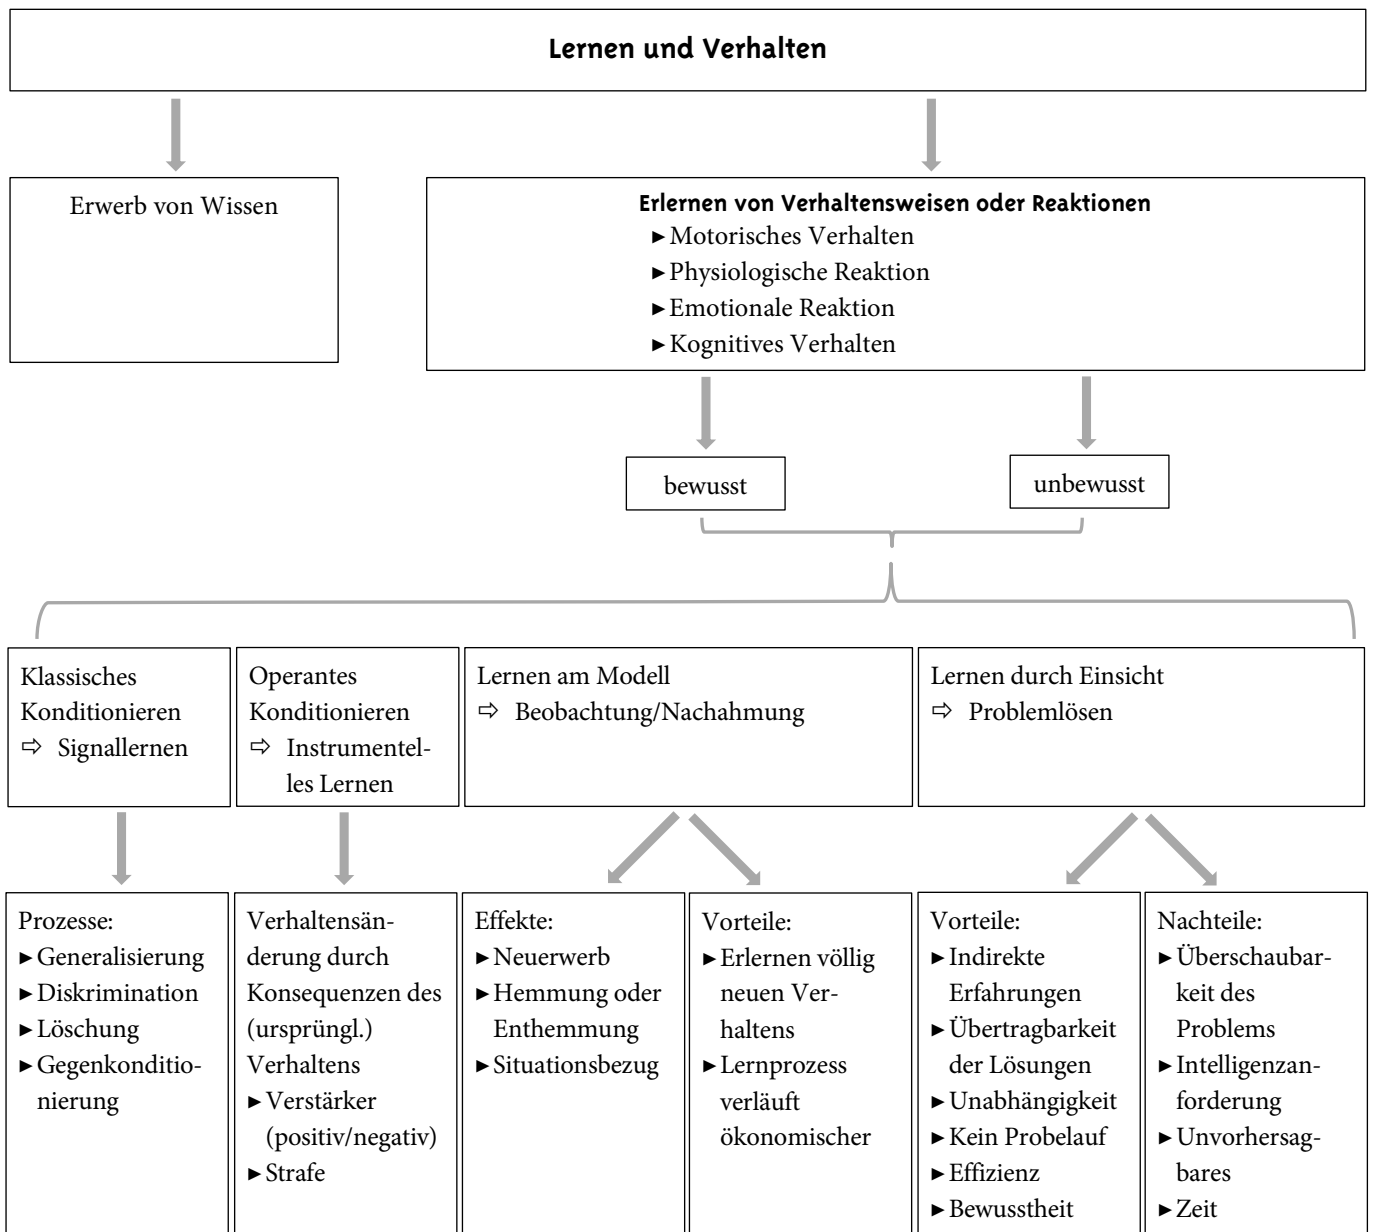 Lernen und Verhalten
Erwerb von Wissen
Erlernen von Verhaltensweisen oder Reaktionen
►Motorisches Verhalten
►Physiologische Reaktion
►Emotionale Reaktion
►Kognitives Verhalten
bewusst
unbewusst
Klassisches
Konditionieren
⇨ Signallernen
Operantes
Konditionieren
⇨ Instrumentel-
les Lernen
Lernen am Modell
⇨ Beobachtung/Nachahmung
Lernen durch Einsicht
⇨ Problemlösen
Prozesse:
►Generalisierung
►Diskrimination
►Löschung
►Gegenkonditio-
nierung
Verhaltensän-
derung durch
Konsequenzen des
(ursprüngl.)
Verhaltens
►Verstärker
(positiv/negativ)
►Strafe
Effekte:
►Neuerwerb
►Hemmung oder
Enthemmung
►Situationsbezug
Vorteile:
►Erlernen völlig
neuen Ver-
haltens
►Lernprozess
verläuft
ökonomischer
Vorteile:
►Indirekte
Erfahrungen
►Übertragbarkeit
der Lösungen
►Unabhängigkeit
►Kein Probelauf
►Effizienz
►Bewusstheit
Nachteile:
►Überschaubar-
keit des
Problems
►Intelligenzan-
forderung
►Unvorhersag-
bares
►Zeit